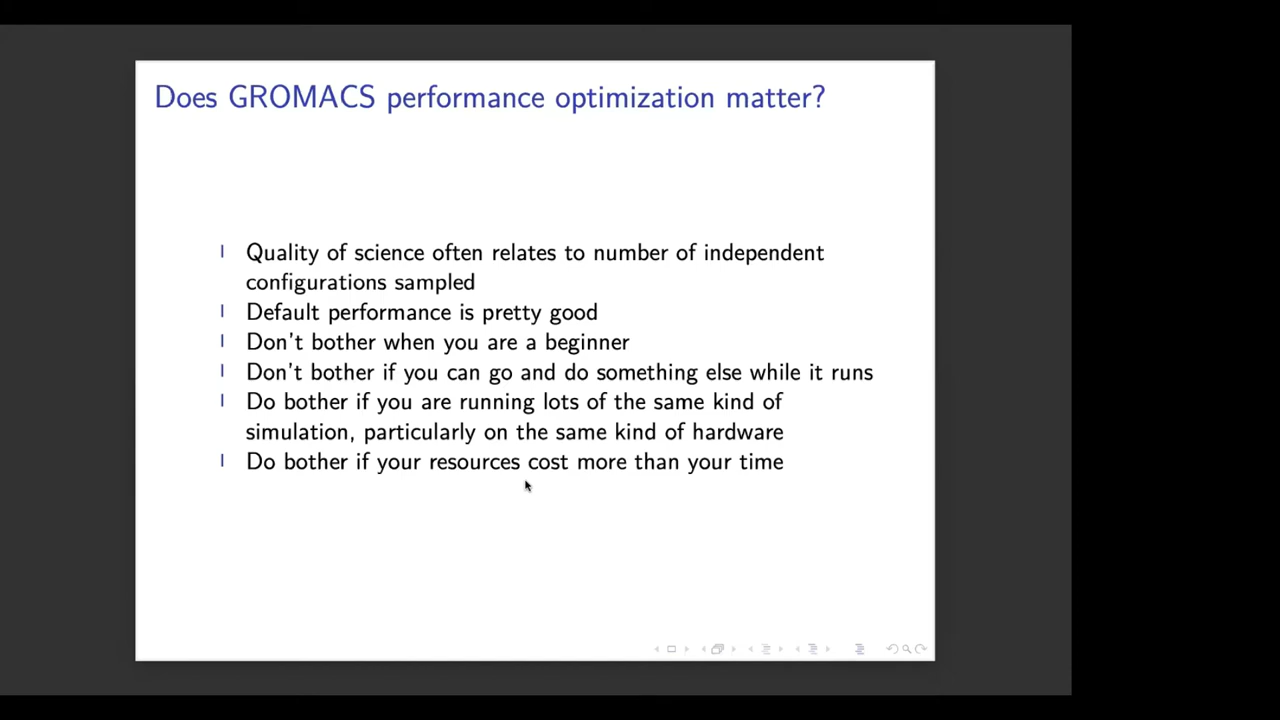 Does GROMACS performance optimization matter?
Quality of science often relates to number of independent
configurations sampled
Default performance is pretty good
Don't bother when you are a beginner
Don't bother if you can go and do something else while it runs
Do bother if you are running lots of the same kind of
simulation, particularly on the same kind of hardware
Do bother if your resources cost more than your time